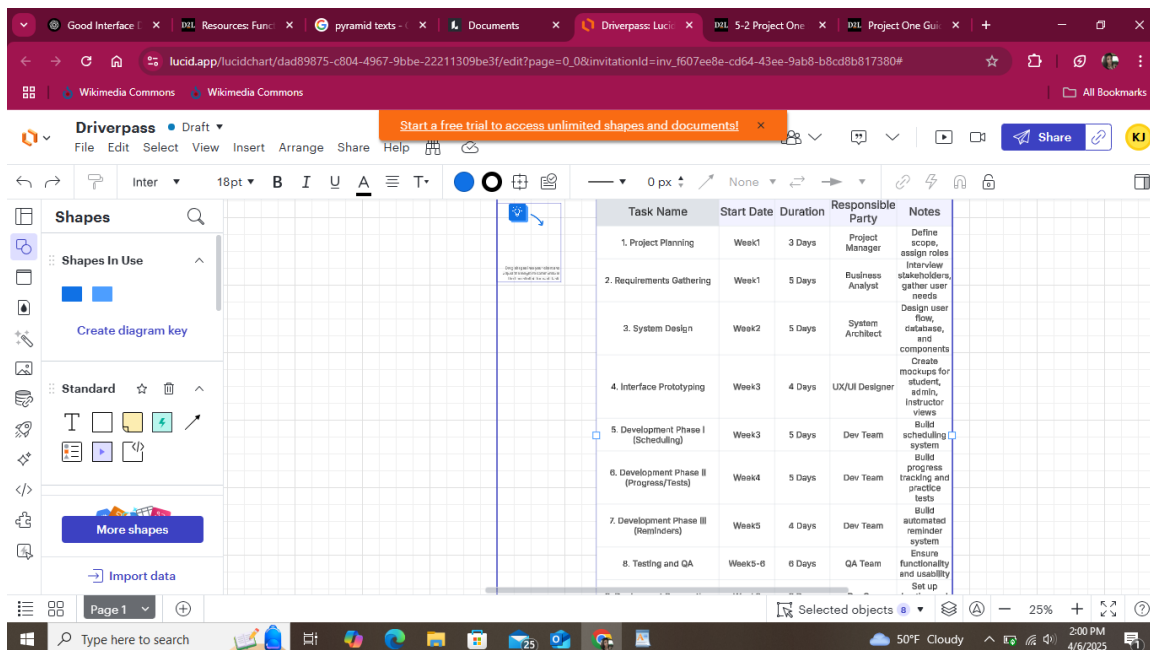 Good Interface D
D2L Resources: Funct
pyramid texts - G
Documents
Driverpass: Lucid
D2L 5-2 Project One
D2L Project One Guid
lucid.app/lucidchart/dad89875-c804-4967-9bbe-22211309be3f/edit?page=0_0&invitationId=inv_f607ee8e-cd64-43ee-9ab8-b8cd8b817380#
Wikimedia Commons
Wikimedia Commons
All Bookmarks
Start a free trial to access unlimited shapes and documents!
Driverpass
Draft
File Edit Select View Insert Arrange Share Help
Share
KJ
Inter
18pt
B I U A
0 px
None
Shapes
Shapes In Use
Create diagram key
Standard
More shapes
Import data
Task Name Start Date Duration Responsible Party Notes
1. Project Planning Week1 3 Days Project Manager Define scope, assign roles
2. Requirements Gathering Week1 5 Days Business Analyst Interview stakeholders, gather user needs
3. System Design Week2 5 Days System Architect Design user flow, database, and components
4. Interface Prototyping Week3 4 Days UX/UI Designer Create mockups for student, admin, instructor views
5. Development Phase I (Scheduling) Week3 5 Days Dev Team Build scheduling system
6. Development Phase II (Progress/Tests) Week4 5 Days Dev Team Build progress tracking and practice tests
7. Development Phase III (Reminders) Week5 4 Days Dev Team Build automated reminder system
8. Testing and QA Week5-6 6 Days QA Team Ensure functionality and usability
Set up
Page 1
Selected objects 8
25%
Type here to search
25
50°F Cloudy
2:00 PM
4/6/2025
1